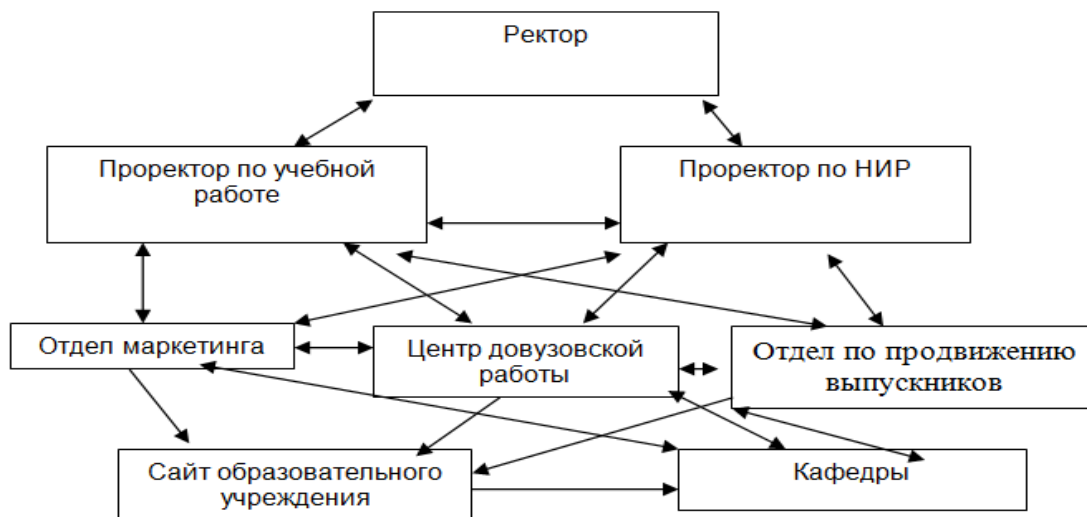 Ректор
Проректор по учебной
работе
Проректор по НИР
Отдел маркетинга
Центр довузовской
работы
Отдел по продвижению
выпускников
Сайт образовательного
учреждения
Кафедры